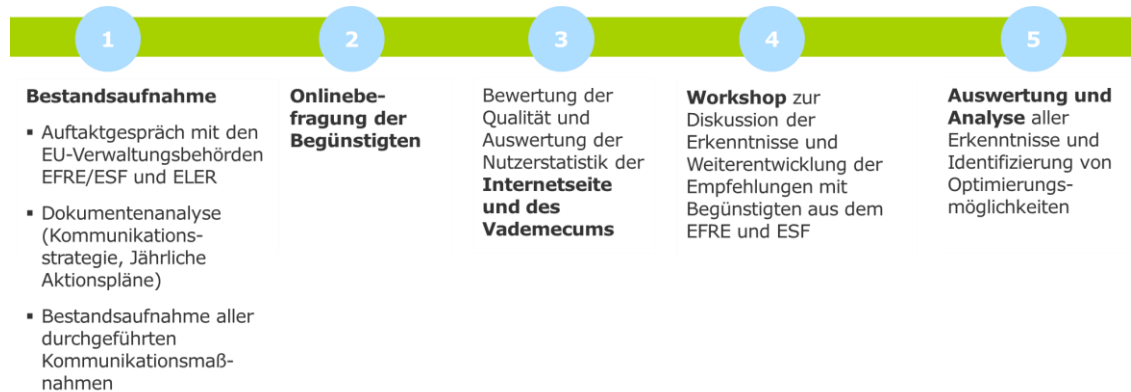 1
2
3
4
5
Bestandsaufnahme
▪ Auftaktgespräch mit den
EU-Verwaltungsbehörden
EFRE/ESF und ELER
▪ Dokumentenanalyse
(Kommunikations-
strategie, Jährliche
Aktionspläne)
▪ Bestandsaufnahme aller
durchgeführten
Kommunikationsmaß-
nahmen
Onlinebe-
fragung der
Begünstigten
Bewertung der
Qualität und
Auswertung der
Nutzerstatistik der
Internetseite
und des
Vademecums
Workshop zur
Diskussion der
Erkenntnisse und
Weiterentwicklung der
Empfehlungen mit
Begünstigten aus dem
EFRE und ESF
Auswertung und
Analyse aller
Erkenntnisse und
Identifizierung von
Optimierungs-
möglichkeiten